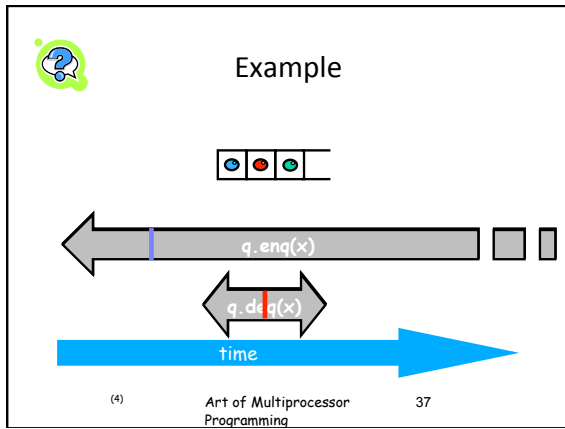 Example
q.enq(x)
q.deq(x)
time
(4)
Art of Multiprocessor
Programming
37